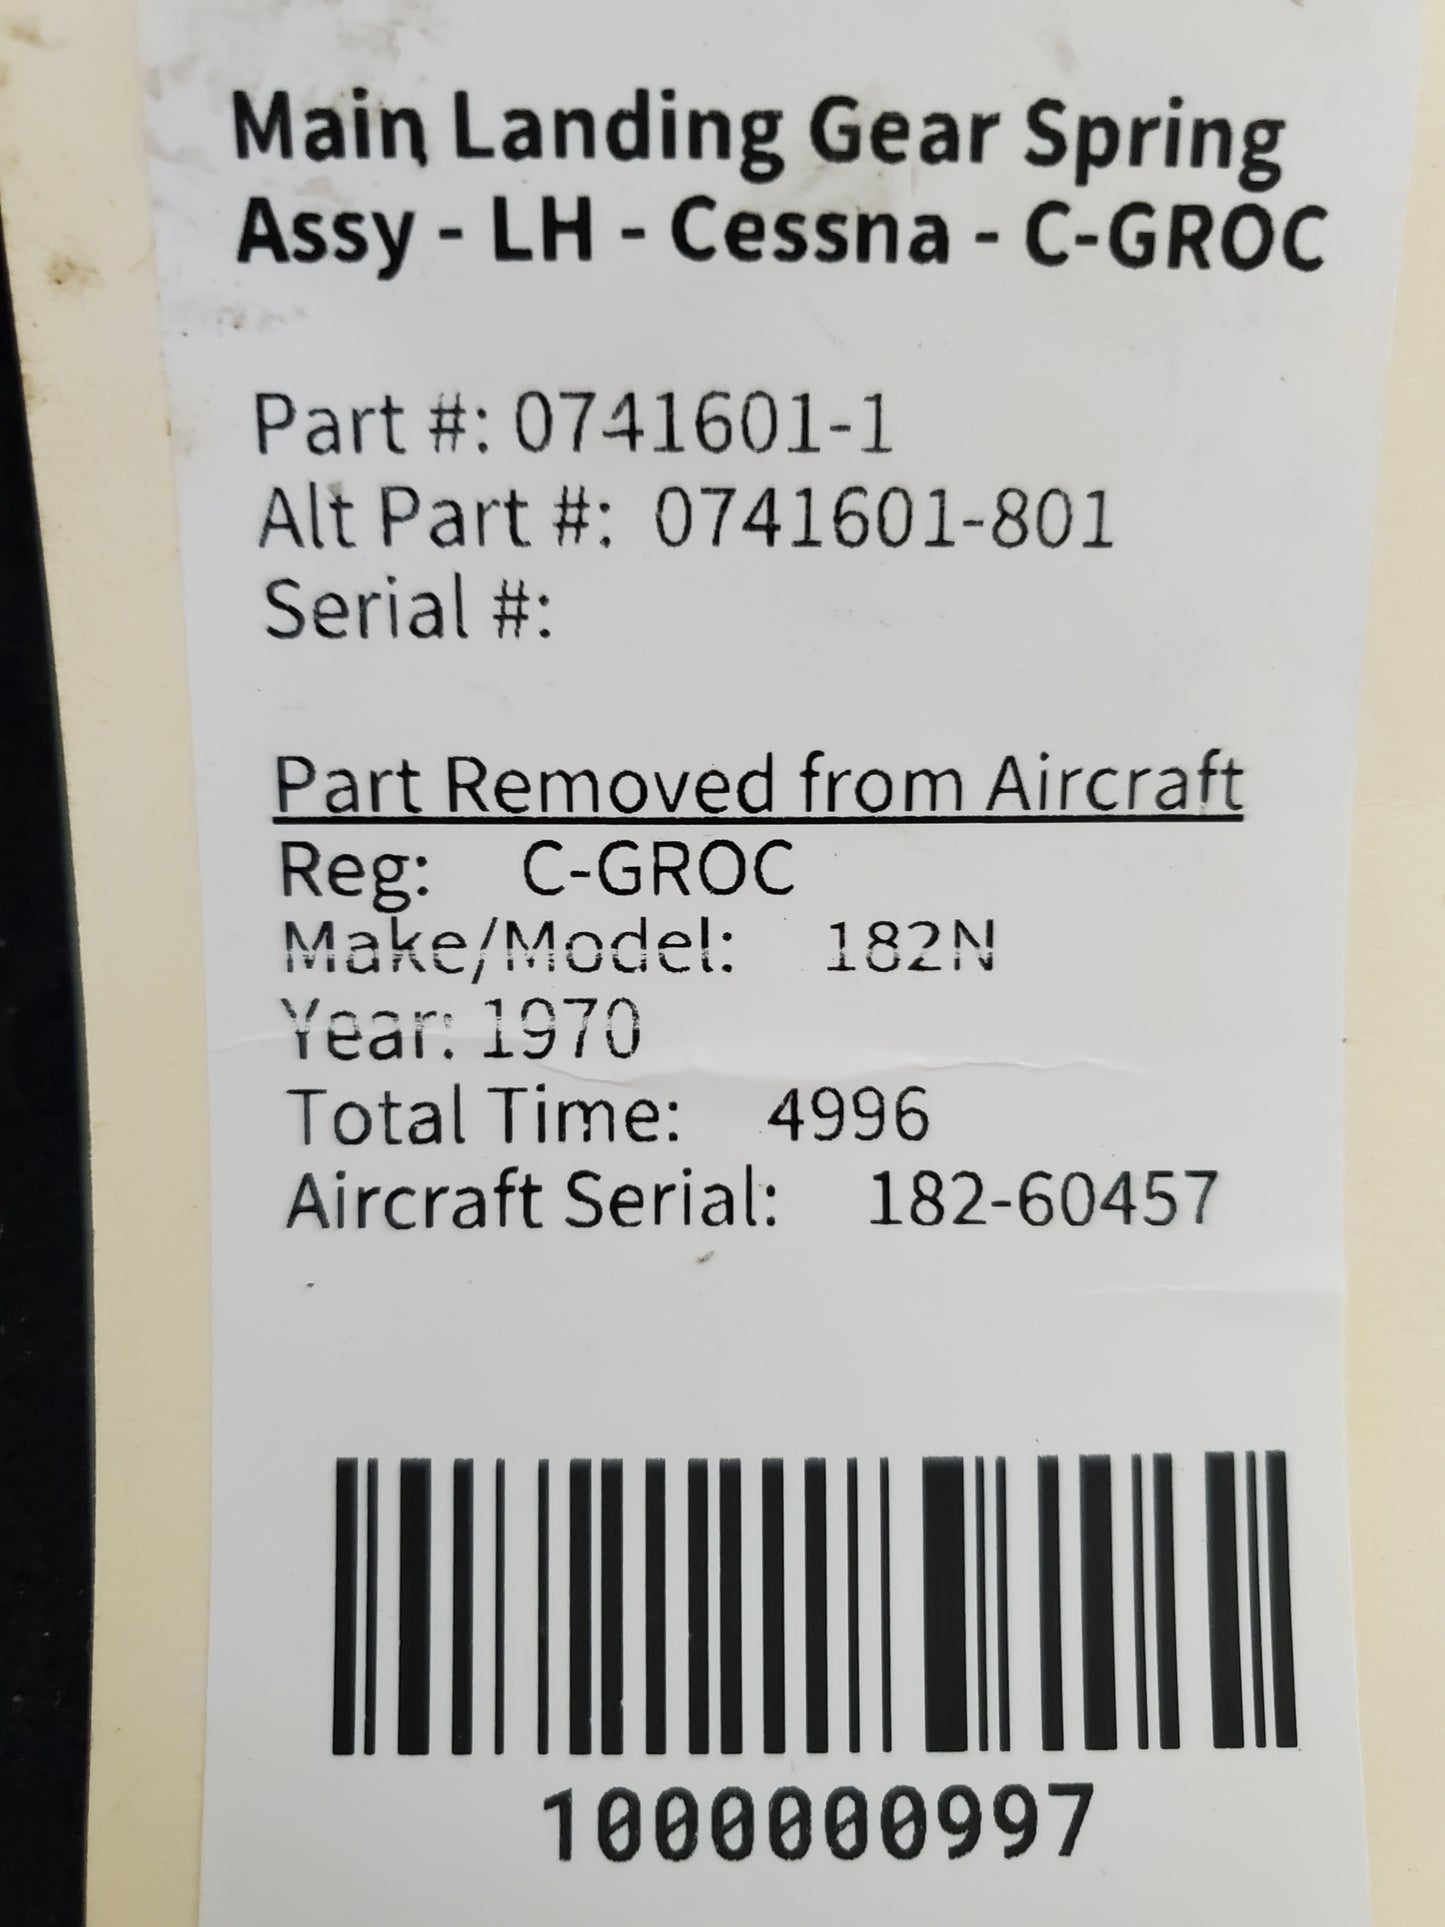 Main Landing Gear Spring
Assy - LH - Cessna - C-GROC
Part #: 0741601-1
Alt Part #: 0741601-801
Serial #:
Part Removed from Aircraft
Reg: C-GROC
Make/Model: 182N
Year: 1970
Total Time: 4996
Aircraft Serial: 182-60457
1000000997